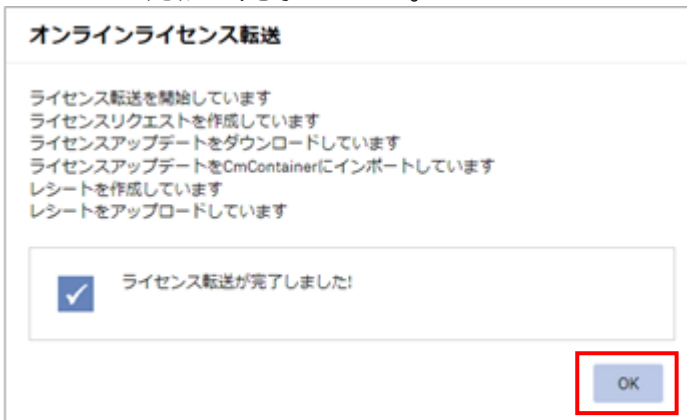 オンラインライセンス転送
ライセンス転送を開始しています
ライセンスリクエストを作成しています
ライセンスアップデートをダウンロードしています
ライセンスアップデートをCmContainerにインポートしています
レシートを作成しています
レシートをアップロードしています
ライセンス転送が完了しました!
OK